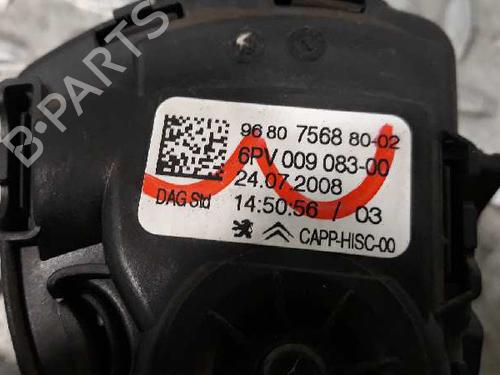 B-PARTS
96 80 7568 80-02
6PV 009 083-00
24.07.2008
DAG Std 14:50:56 / 03
CAPP-HISC-00